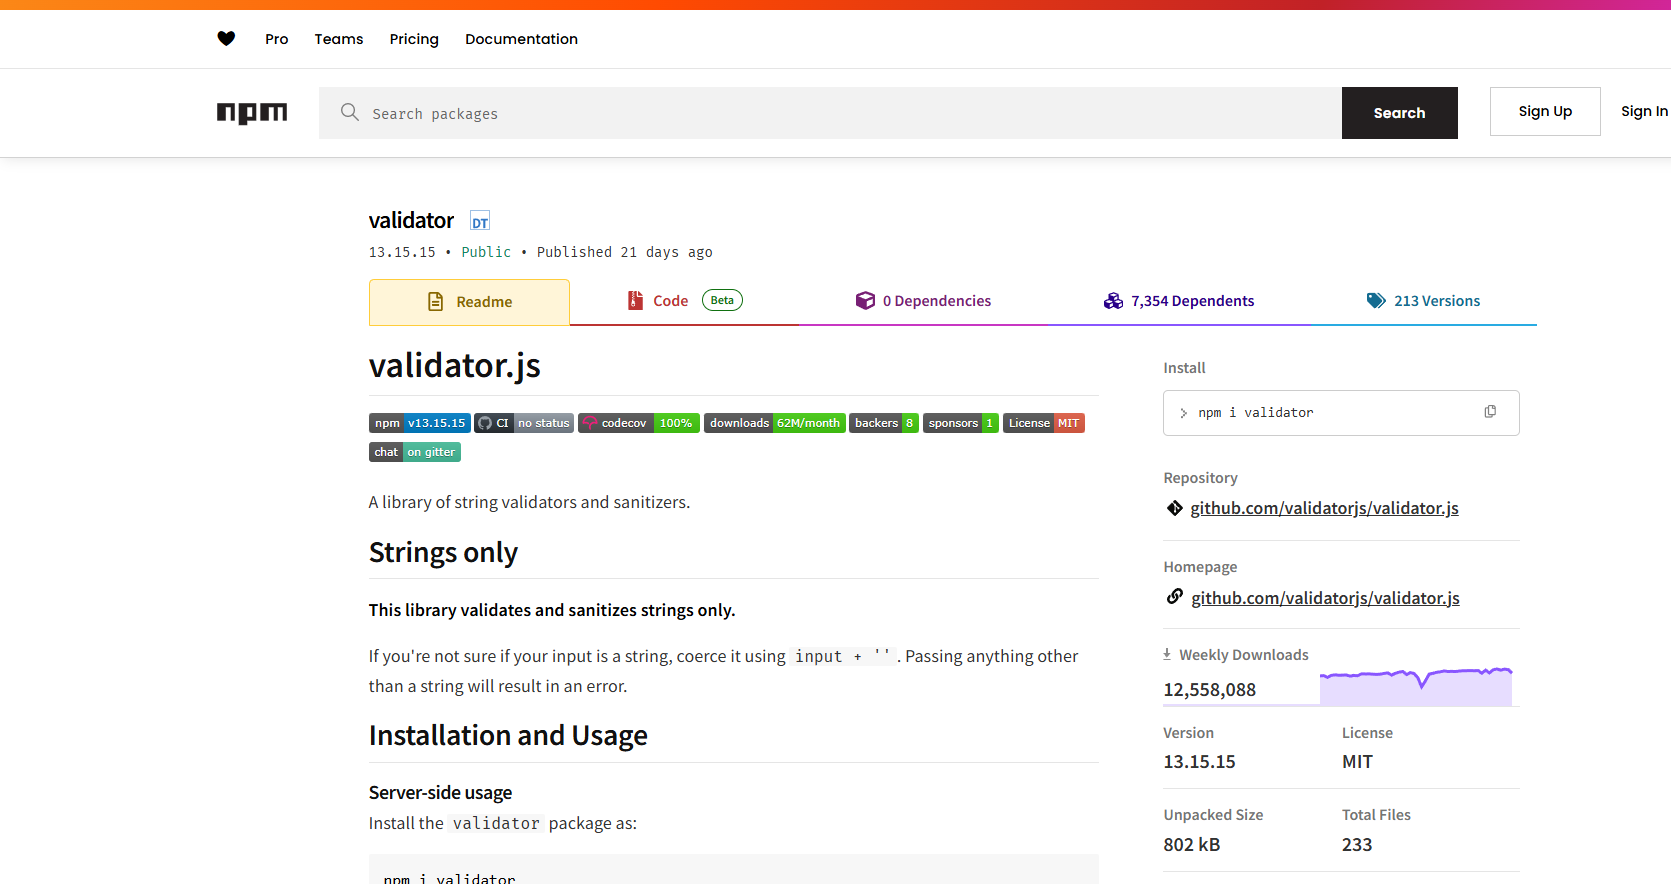 Pro Teams Pricing Documentation
npm Search packages Search Sign Up Sign In
validator DT
13.15.15 • Public • Published 21 days ago
Readme Code Beta 0 Dependencies 7,354 Dependents 213 Versions
validator.js
npm v13.15.15 CI no status codecov 100% downloads 62M/month backers 8 sponsors 1 License MIT
chat on gitter
A library of string validators and sanitizers.
Strings only
This library validates and sanitizes strings only.
If you're not sure if your input is a string, coerce it using input + ''. Passing anything other
than a string will result in an error.
Installation and Usage
Server-side usage
Install the validator package as:
npm i validator
Install
npm i validator
Repository
github.com/validatorjs/validator.js
Homepage
github.com/validatorjs/validator.js
Weekly Downloads
12,558,088
Version License
13.15.15 MIT
Unpacked Size Total Files
802 kB 233